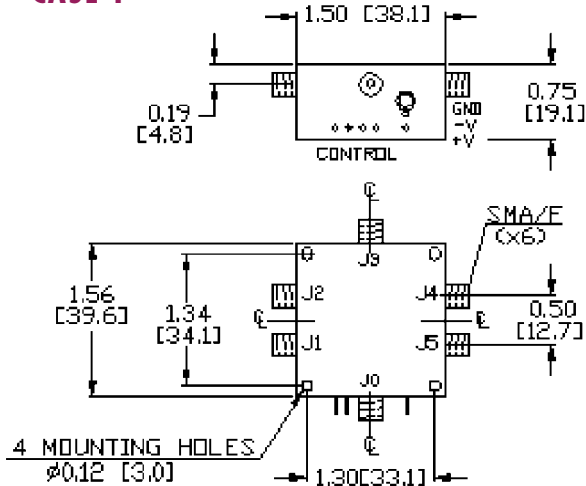 1.50 [38.1]
0.19
[4.8]
0.75
[19.1]
GND
-V
+V
CONTROL
SMA/F
(x6)
J3
1.56
[39.6]
1.34
[34.1]
J2
J4
0.50
[12.7]
J1
J5
J0
4 MOUNTING HOLES
ø0.12 [3.0]
1.30[33.1]